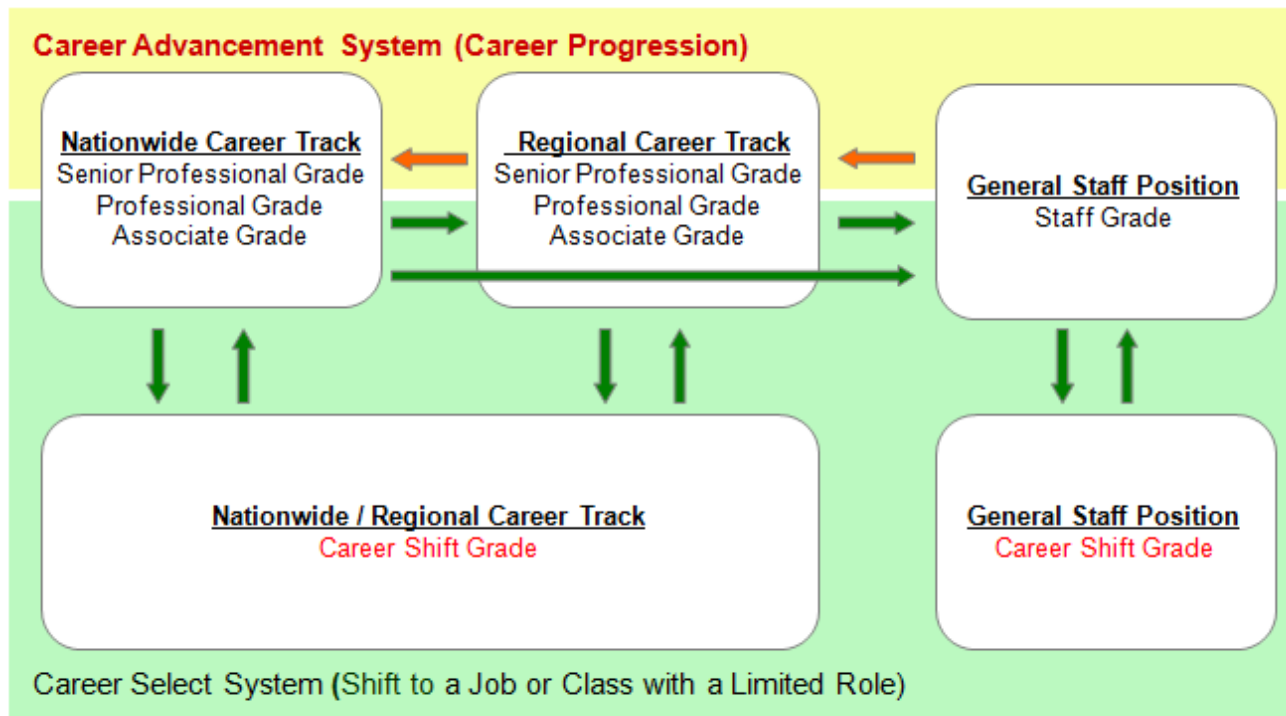 Career Advancement System (Career Progression)
Nationwide Career Track
Senior Professional Grade
Professional Grade
Associate Grade
Regional Career Track
Senior Professional Grade
Professional Grade
Associate Grade
General Staff Position
Staff Grade
Nationwide / Regional Career Track
Career Shift Grade
General Staff Position
Career Shift Grade
Career Select System (Shift to a Job or Class with a Limited Role)